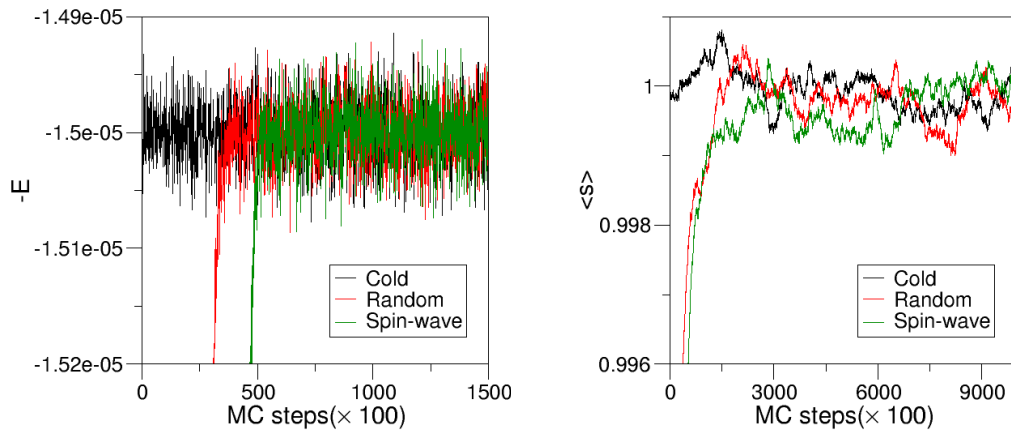 -1.49e-05
-1.5e-05
-1.51e-05
-1.52e-05
-E
0
500
1000
1500
MC steps(× 100)
Cold
Random
Spin-wave
1
0.998
0.996
<s>
0
3000
6000
9000
MC steps(× 100)
Cold
Random
Spin-wave